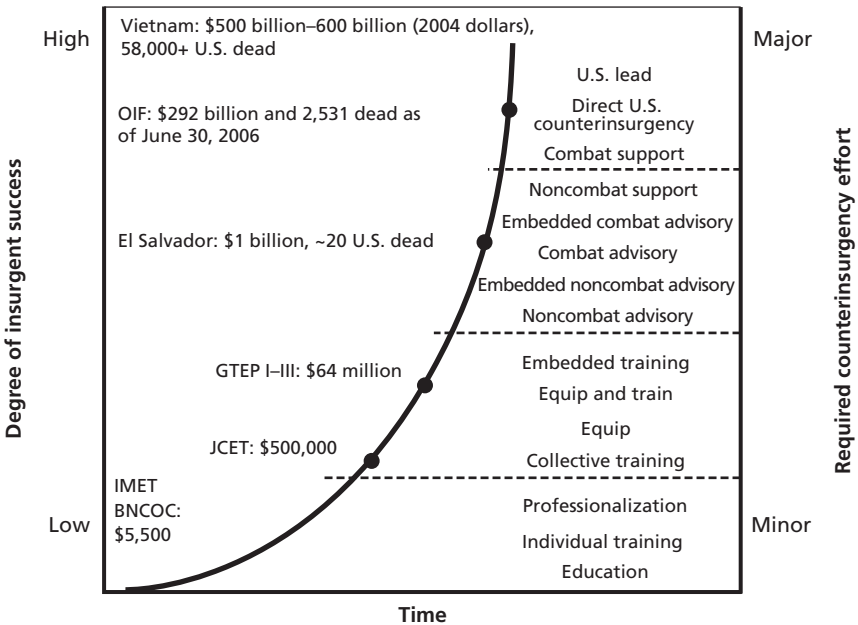 High
Vietnam: $500 billion–600 billion (2004 dollars),
58,000+ U.S. dead
Major
U.S. lead
OIF: $292 billion and 2,531 dead as
of June 30, 2006
Direct U.S.
counterinsurgency
Combat support
Noncombat support
Embedded combat advisory
El Salvador: $1 billion, ~20 U.S. dead
Combat advisory
Embedded noncombat advisory
Noncombat advisory
Embedded training
GTEP I–III: $64 million
Equip and train
Equip
JCET: $500,000
Collective training
IMET
BNCOC:
$5,500
Professionalization
Low
Minor
Individual training
Education
Time
Degree of insurgent success
Required counterinsurgency effort